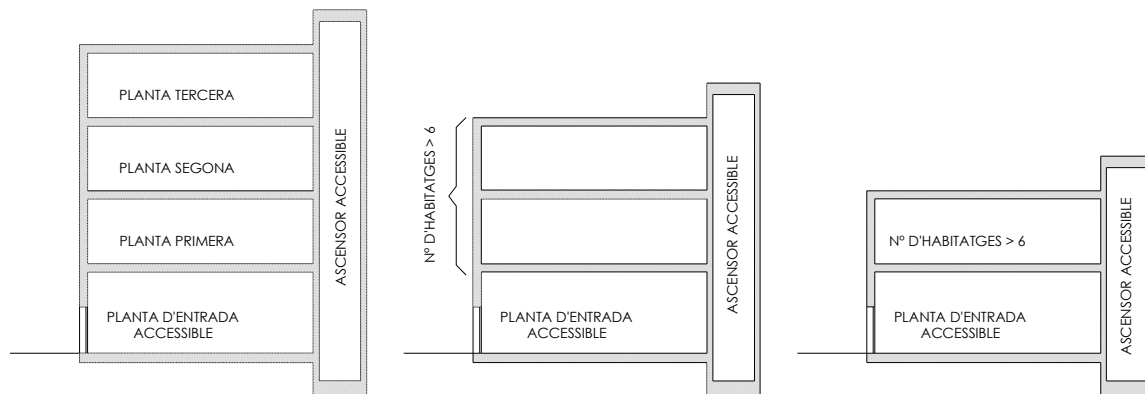 PLANTA TERCERA
PLANTA SEGONA
PLANTA PRIMERA
PLANTA D'ENTRADA
ACCESSIBLE
ASCENSOR ACCESSIBLE
Nº D'HABITATGES > 6
PLANTA D'ENTRADA
ACCESSIBLE
ASCENSOR ACCESSIBLE
Nº D'HABITATGES > 6
PLANTA D'ENTRADA
ACCESSIBLE
ASCENSOR ACCESSIBLE